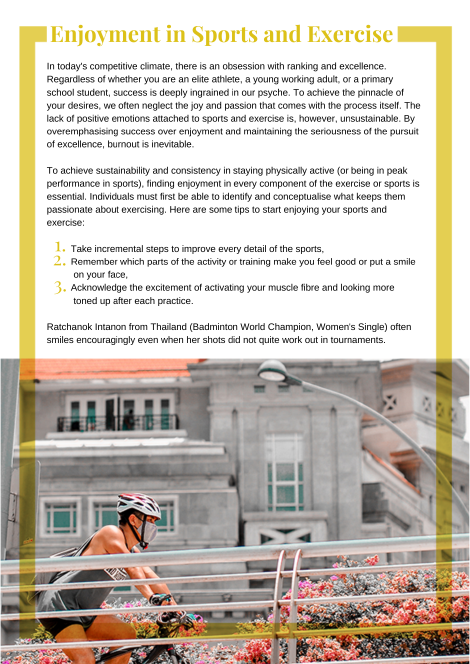 Enjoyment in Sports and Exercise
In today's competitive climate, there is an obsession with ranking and excellence.
Regardless of whether you are an elite athlete, a young working adult, or a primary
school student, success is deeply ingrained in our psyche. To achieve the pinnacle of
your desires, we often neglect the joy and passion that comes with the process itself. The
lack of positive emotions attached to sports and exercise is, however, unsustainable. By
overemphasising success over enjoyment and maintaining the seriousness of the pursuit
of excellence, burnout is inevitable.
To achieve sustainability and consistency in staying physically active (or being in peak
performance in sports), finding enjoyment in every component of the exercise or sports is
essential. Individuals must first be able to identify and conceptualise what keeps them
passionate about exercising. Here are some tips to start enjoying your sports and
exercise:
1. Take incremental steps to improve every detail of the sports,
2. Remember which parts of the activity or training make you feel good or put a smile
on your face,
3. Acknowledge the excitement of activating your muscle fibre and looking more
toned up after each practice.
Ratchanok Intanon from Thailand (Badminton World Champion, Women's Single) often
smiles encouragingly even when her shots did not quite work out in tournaments.